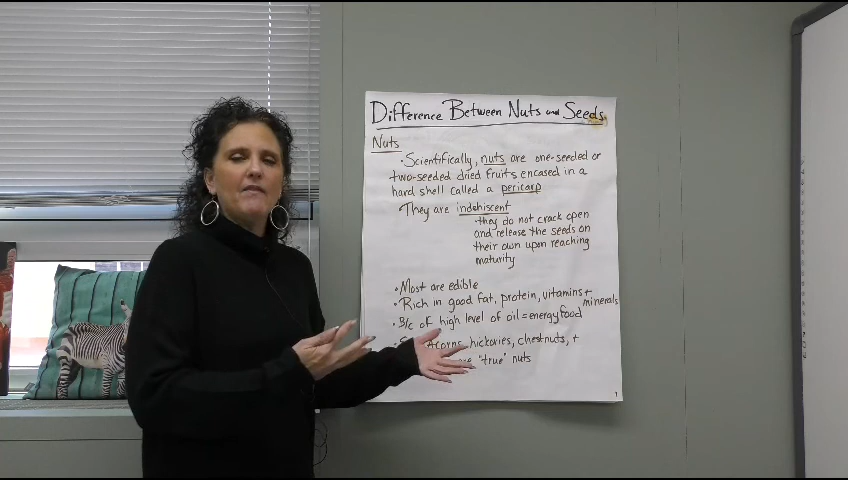 Difference Between Nuts and Seeds
Nuts
• Scientifically, nuts are one-seeded or
two-seeded dried fruits encased in a
hard shell called a pericarp
They are indehiscent
• they do not crack open
and release the seeds on
their own upon reaching
maturity
• Most are edible
• Rich in good fat, protein, vitamins +
minerals
• B/c of high level of oil = energy food
Acorns, hickories, chestnuts, +
"true" nuts
1